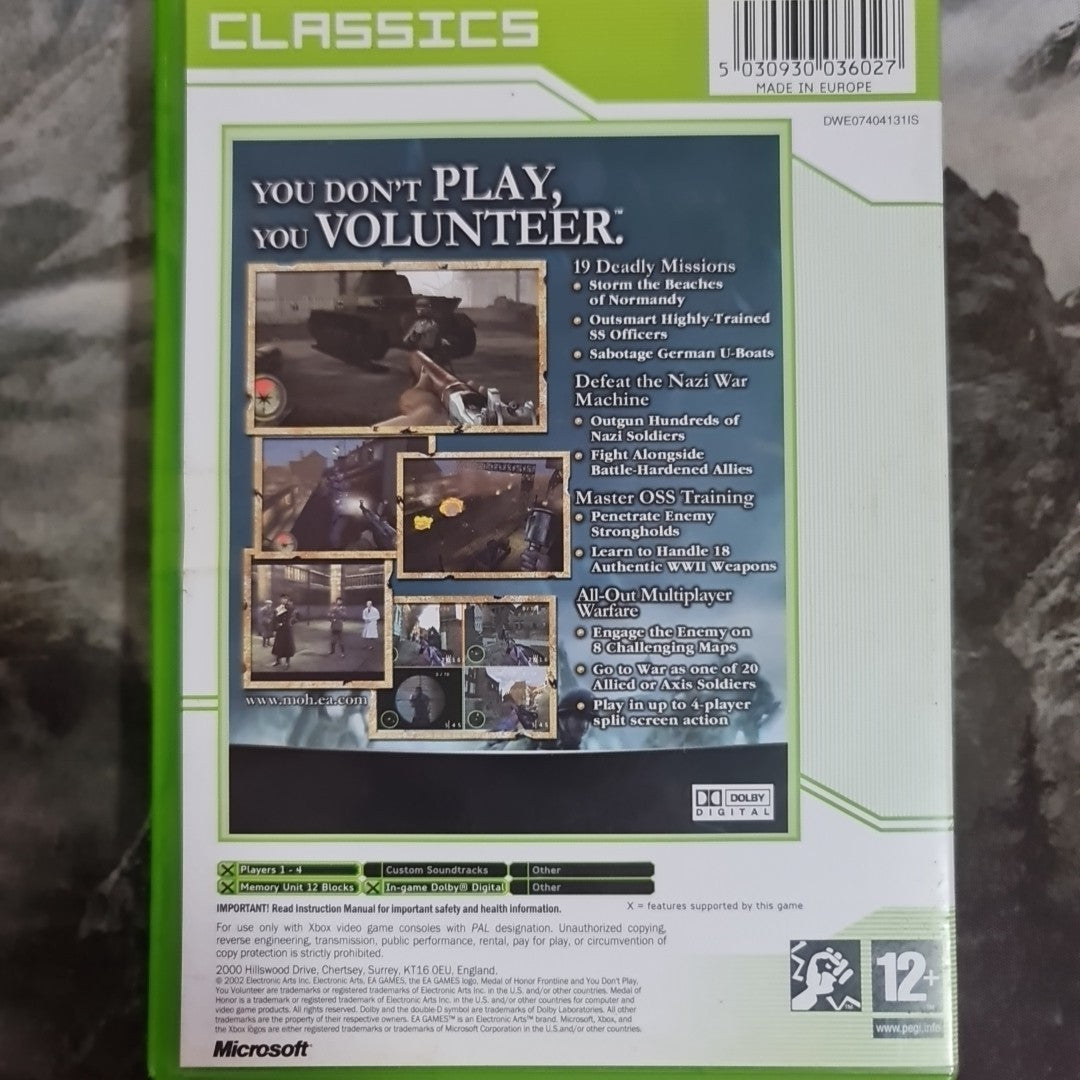 CLASSICS
5 030930 036027
MADE IN EUROPE
DWE07404131IS
YOU DON'T PLAY,
YOU VOLUNTEER.™
19 Deadly Missions
Storm the Beaches
of Normandy
Outsmart Highly-Trained
SS Officers
Sabotage German U-Boats
Defeat the Nazi War
Machine
Outgun Hundreds of
Nazi Soldiers
Fight Alongside
Battle-Hardened Allies
Master OSS Training
Penetrate Enemy
Strongholds
Learn to Handle 18
Authentic WWII Weapons
All-Out Multiplayer
Warfare
Engage the Enemy on
8 Challenging Maps
Go to War as one of 20
Allied or Axis Soldiers
Play in up to 4-player
split screen action
www.moh.ea.com
DOLBY
DIGITAL
X Players 1 - 4
Custom Soundtracks
Other
X Memory Unit 12 Blocks
X In-game Dolby® Digital
Other
IMPORTANT! Read Instruction Manual for important safety and health information.
X = features supported by this game
For use only with Xbox video game consoles with PAL designation. Unauthorized copying,
reverse engineering, transmission, public performance, rental, pay for play, or circumvention of
copy protection is strictly prohibited.
2000 Hillswood Drive, Chertsey, Surrey, KT16 0EU, England.
© 2002 Electronic Arts Inc. Electronic Arts, EA GAMES, the EA GAMES logo, Medal of Honor Frontline and You Don't Play,
You Volunteer are trademarks or registered trademarks of Electronic Arts Inc. in the U.S. and/or other countries. Medal of
Honor is a trademark or registered trademark of Electronic Arts Inc. in the U.S. and/or other countries for computer and
video game products. All rights reserved. Dolby and the double-D symbol are trademarks of Dolby Laboratories. All other
trademarks are the property of their respective owners. EA GAMES™ is an Electronic Arts™ brand. Microsoft, Xbox, and
the Xbox logos are either registered trademarks or trademarks of Microsoft Corporation in the U.S.and/or other countries.
12+
www.pegi.info
Microsoft